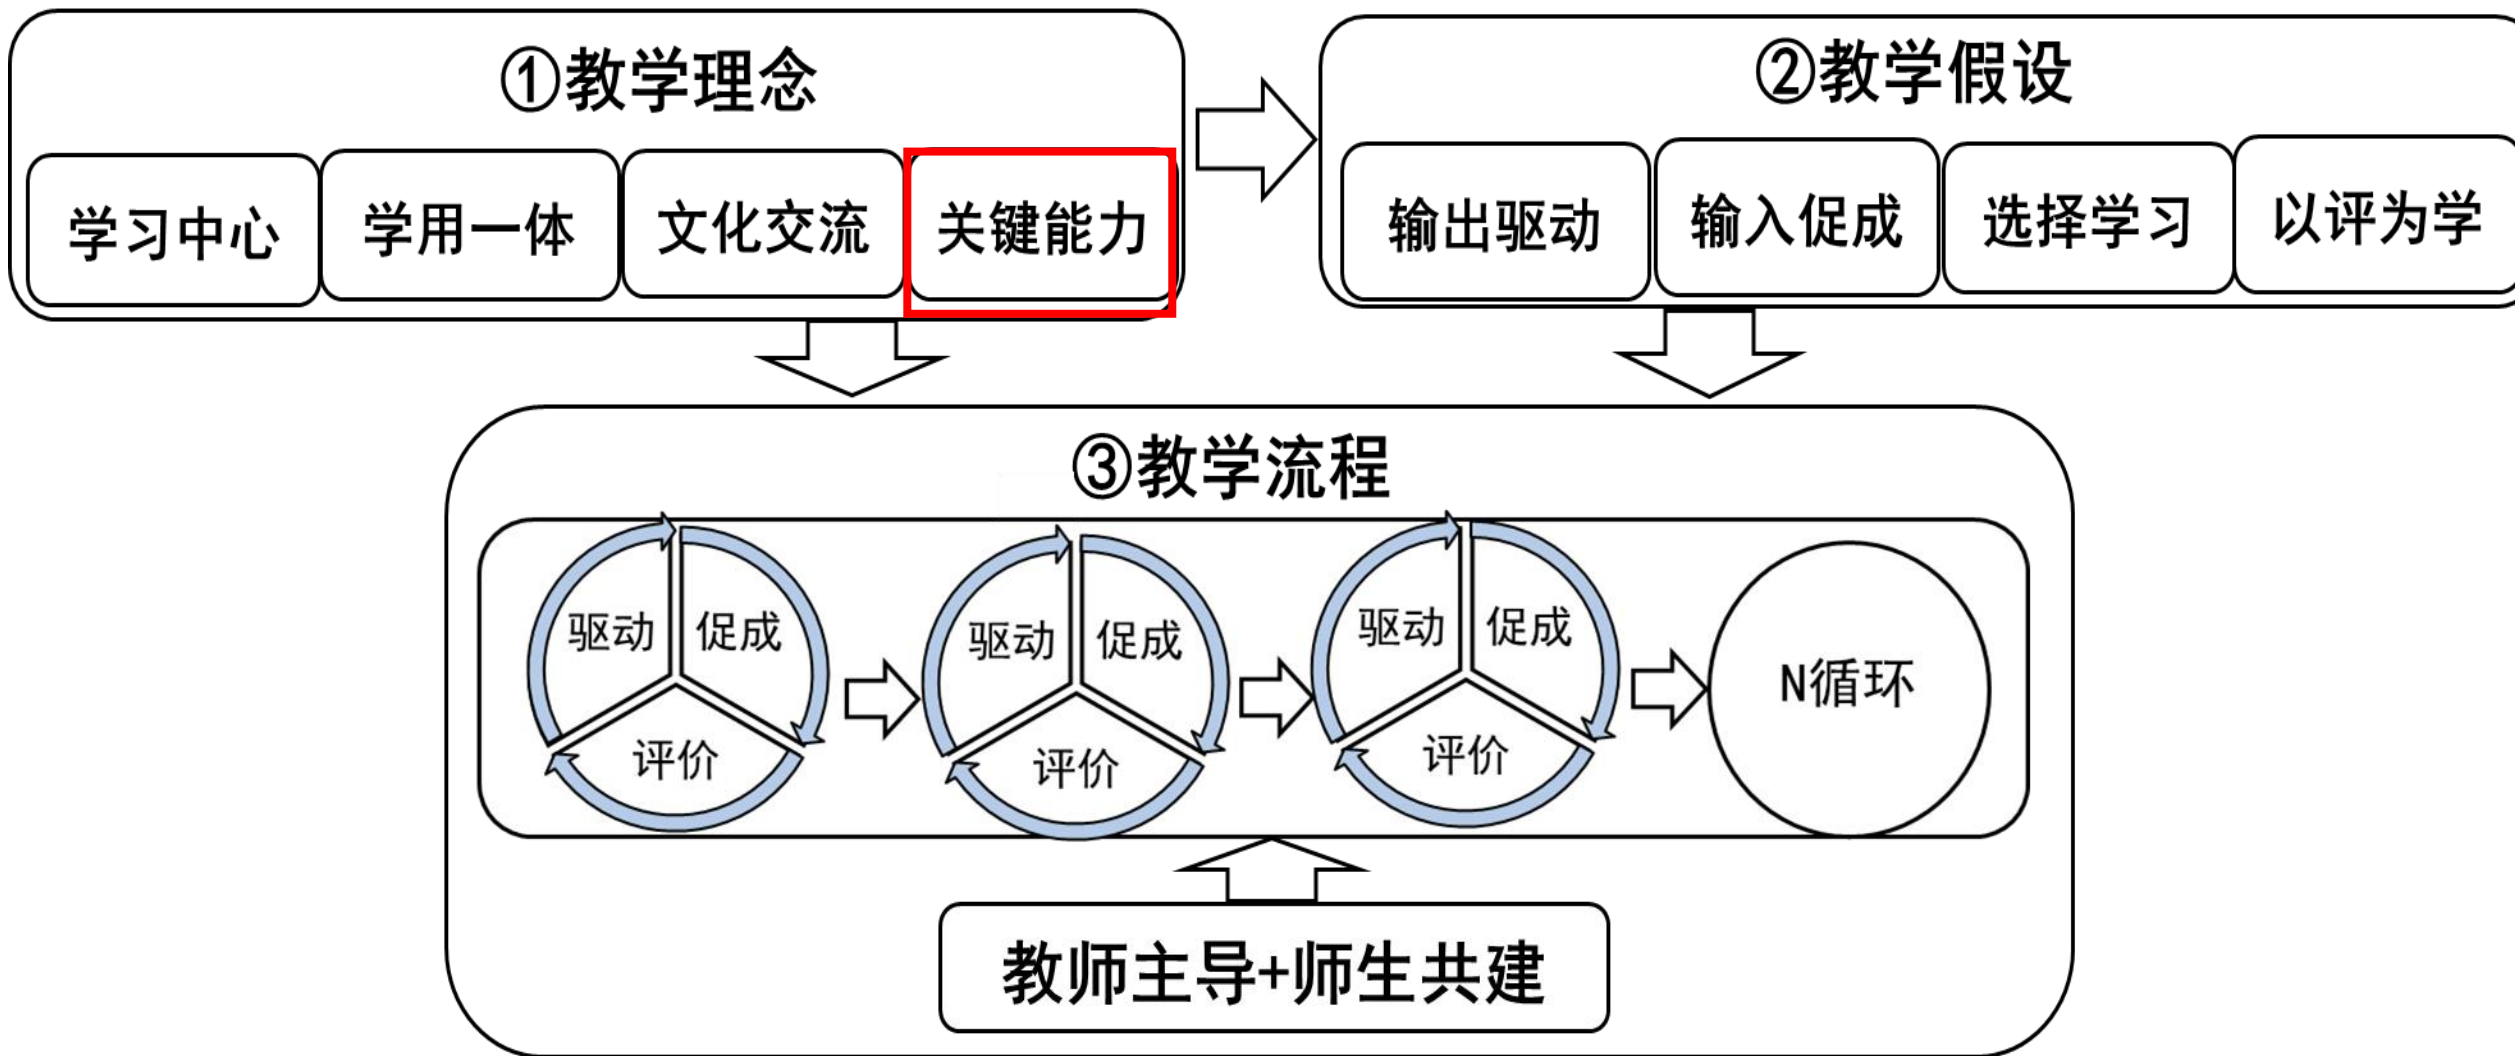 ①教学理念
学习中心 学用一体 文化交流 关键能力
②教学假设
输出驱动 输入促成 选择学习 以评为学
③教学流程
驱动 促成
评价
驱动 促成
评价
驱动 促成
评价
N循环
教师主导+师生共建